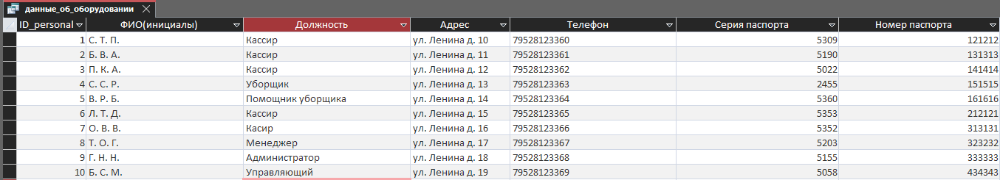 данные_об_оборудовании
ID_personal ФИО(инициалы) Должность Адрес Телефон Серия паспорта Номер паспорта
1 С. Т. П. Кассир ул. Ленина д. 10 79528123360 5309 121212
2 Б. В. А. Кассир ул. Ленина д. 11 79528123361 5190 131313
3 П. К. А. Кассир ул. Ленина д. 12 79528123362 5022 141414
4 С. С. Р. Уборщик ул. Ленина д. 13 79528123363 2455 151515
5 В. Р. Б. Помощник уборщика ул. Ленина д. 14 79528123364 5360 161616
6 Л. Т. Д. Кассир ул. Ленина д. 15 79528123365 5353 212121
7 О. В. В. Касир ул. Ленина д. 16 79528123366 5352 313131
8 Т. О. Г. Менеджер ул. Ленина д. 17 79528123367 5203 323232
9 Г. Н. Н. Администратор ул. Ленина д. 18 79528123368 5155 333333
10 Б. С. М. Управляющий ул. Ленина д. 19 79528123369 5058 434343